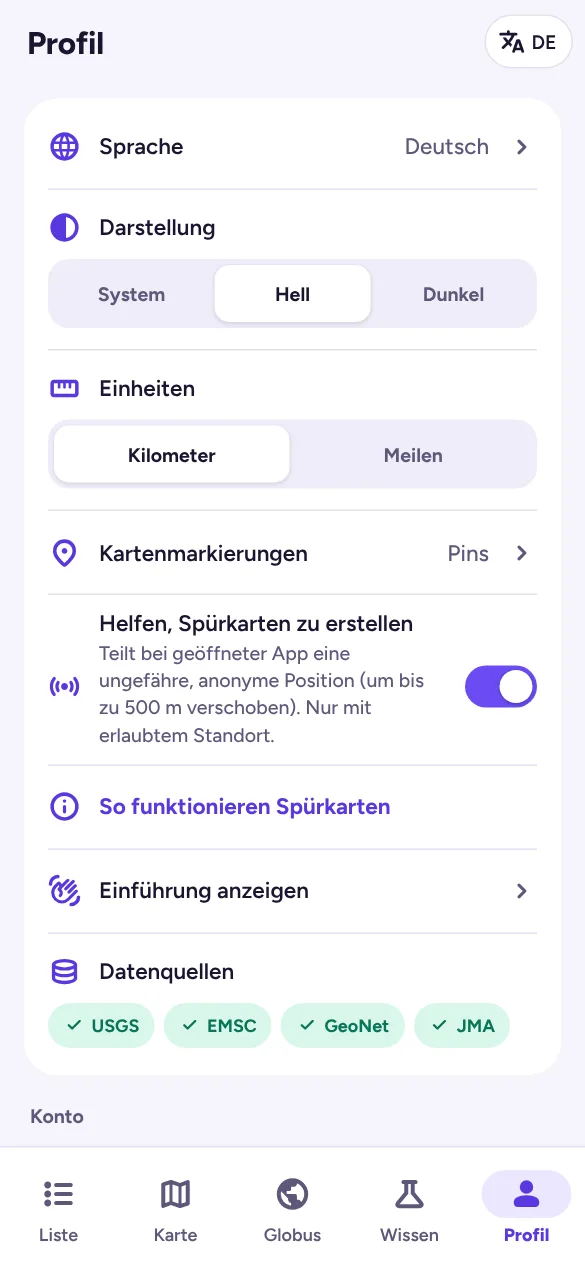 Profil
DE
Sprache
Deutsch
Darstellung
System
Hell
Dunkel
Einheiten
Kilometer
Meilen
Kartenmarkierungen
Pins
Helfen, Spürkarten zu erstellen
Teilt bei geöffneter App eine
ungefähre, anonyme Position (um bis
zu 500 m verschoben). Nur mit
erlaubtem Standort.
So funktionieren Spürkarten
Einführung anzeigen
Datenquellen
USGS
EMSC
GeoNet
JMA
Konto
Liste
Karte
Globus
Wissen
Profil